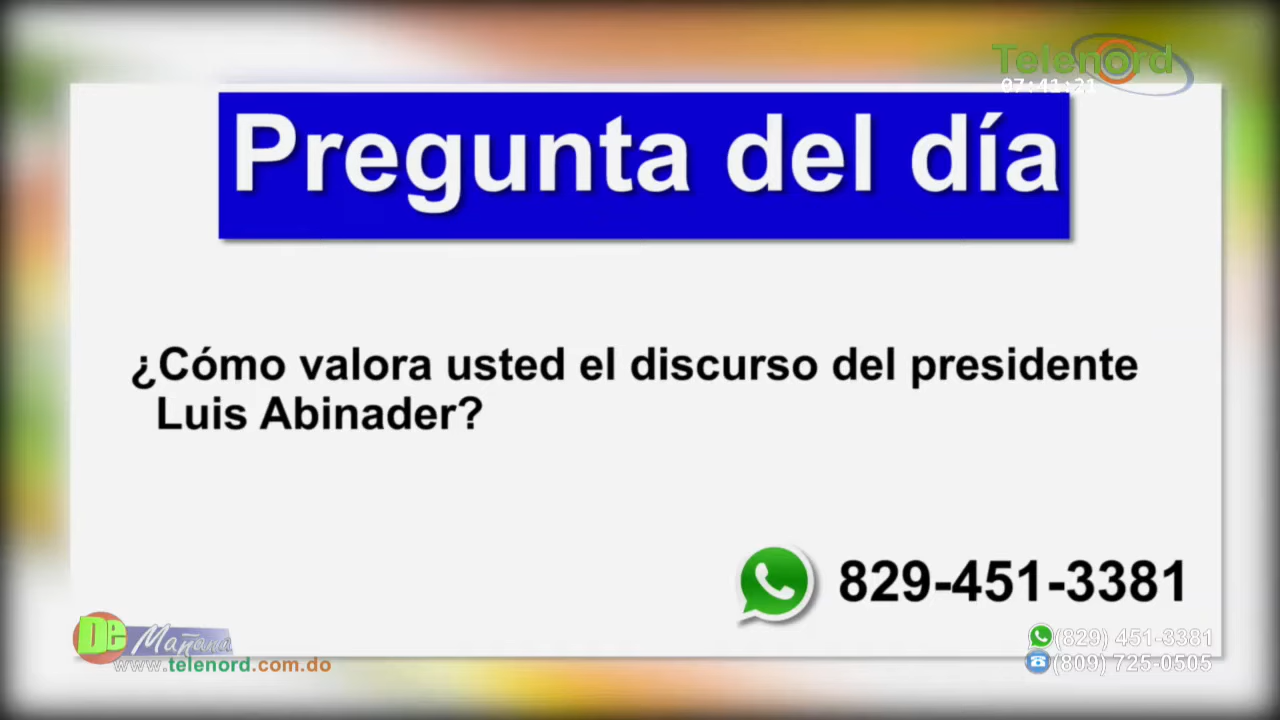 Telenord
07:41:21
Pregunta del día
¿Cómo valora usted el discurso del presidente
Luis Abinader?
829-451-3381
De Mañana
www.telenord.com.do
(829) 451-3381
(809) 725-0505